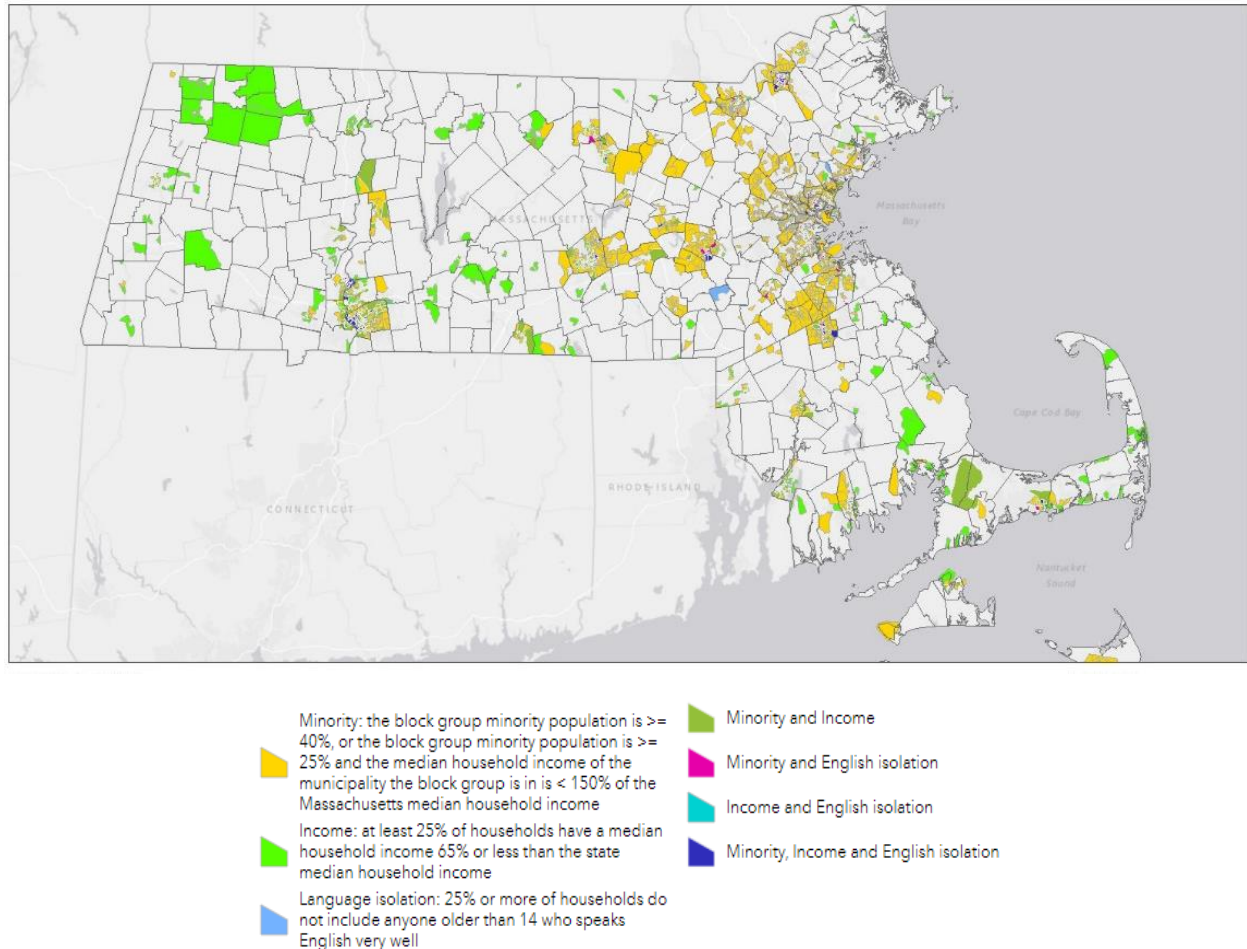 MASSACHUSETTS
Massachusetts
Bay
Cape Cod Bay
RHODE ISLAND
CONNECTICUT
Nantucket
Sound
Minority: the block group minority population is >=
40%, or the block group minority population is >=
25% and the median household income of the
municipality the block group is in is < 150% of the
Massachusetts median household income
Income: at least 25% of households have a median
household income 65% or less than the state
median household income
Language isolation: 25% or more of households do
not include anyone older than 14 who speaks
English very well
Minority and Income
Minority and English isolation
Income and English isolation
Minority, Income and English isolation